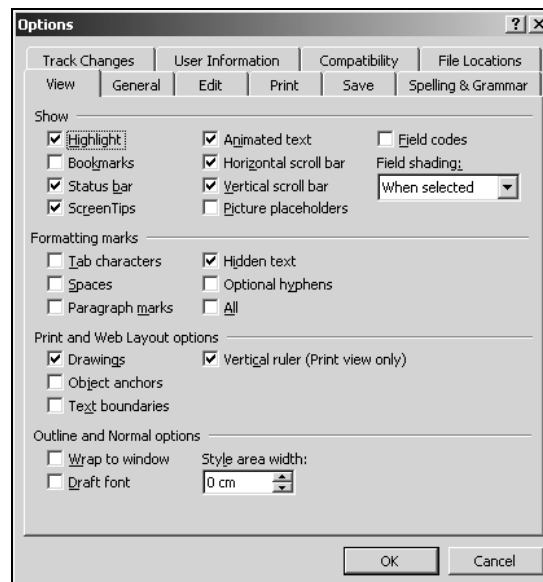 Options
Track Changes User Information Compatibility File Locations
View General Edit Print Save Spelling & Grammar
Show
Highlight Animated text Field codes
Bookmarks Horizontal scroll bar Field shading:
Status bar Vertical scroll bar When selected
ScreenTips Picture placeholders
Formatting marks
Tab characters Hidden text
Spaces Optional hyphens
Paragraph marks All
Print and Web Layout options
Drawings Vertical ruler (Print view only)
Object anchors
Text boundaries
Outline and Normal options
Wrap to window Style area width:
Draft font 0 cm
OK Cancel